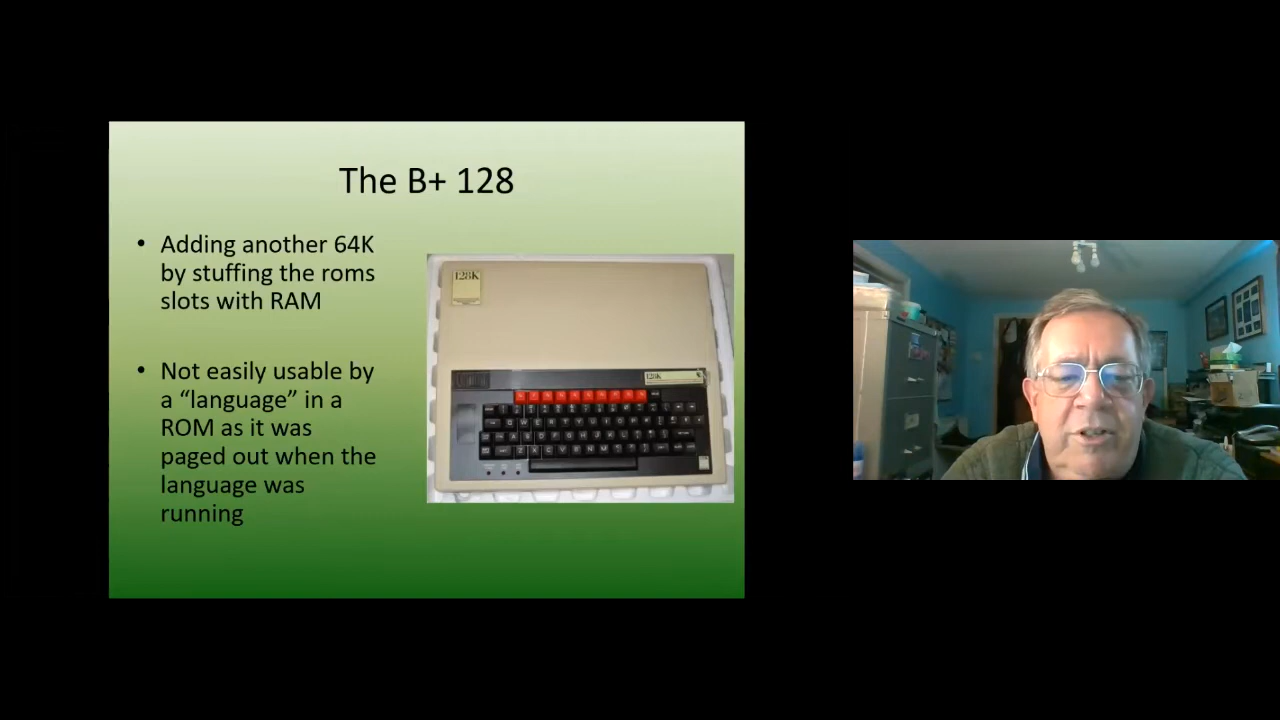 The B+ 128
• Adding another 64K
by stuffing the roms
slots with RAM
• Not easily usable by
a “language” in a
ROM as it was
paged out when the
language was
running
128K
128K